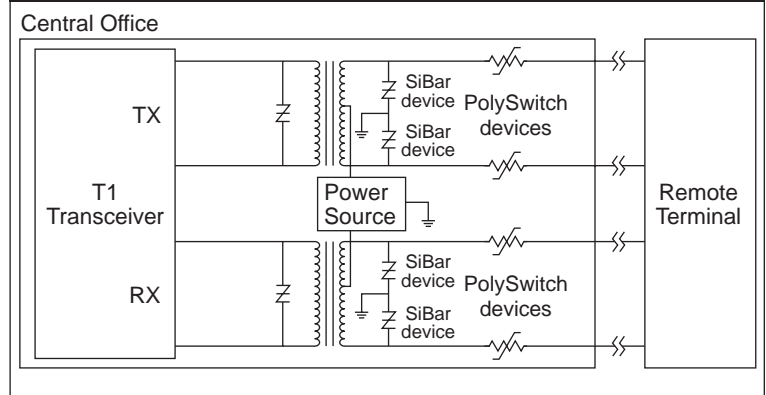 Central Office
TX
SiBar
device
PolySwitch
devices
SiBar
device
T1
Transceiver
Power
Source
Remote
Terminal
RX
SiBar
device
PolySwitch
devices
SiBar
device